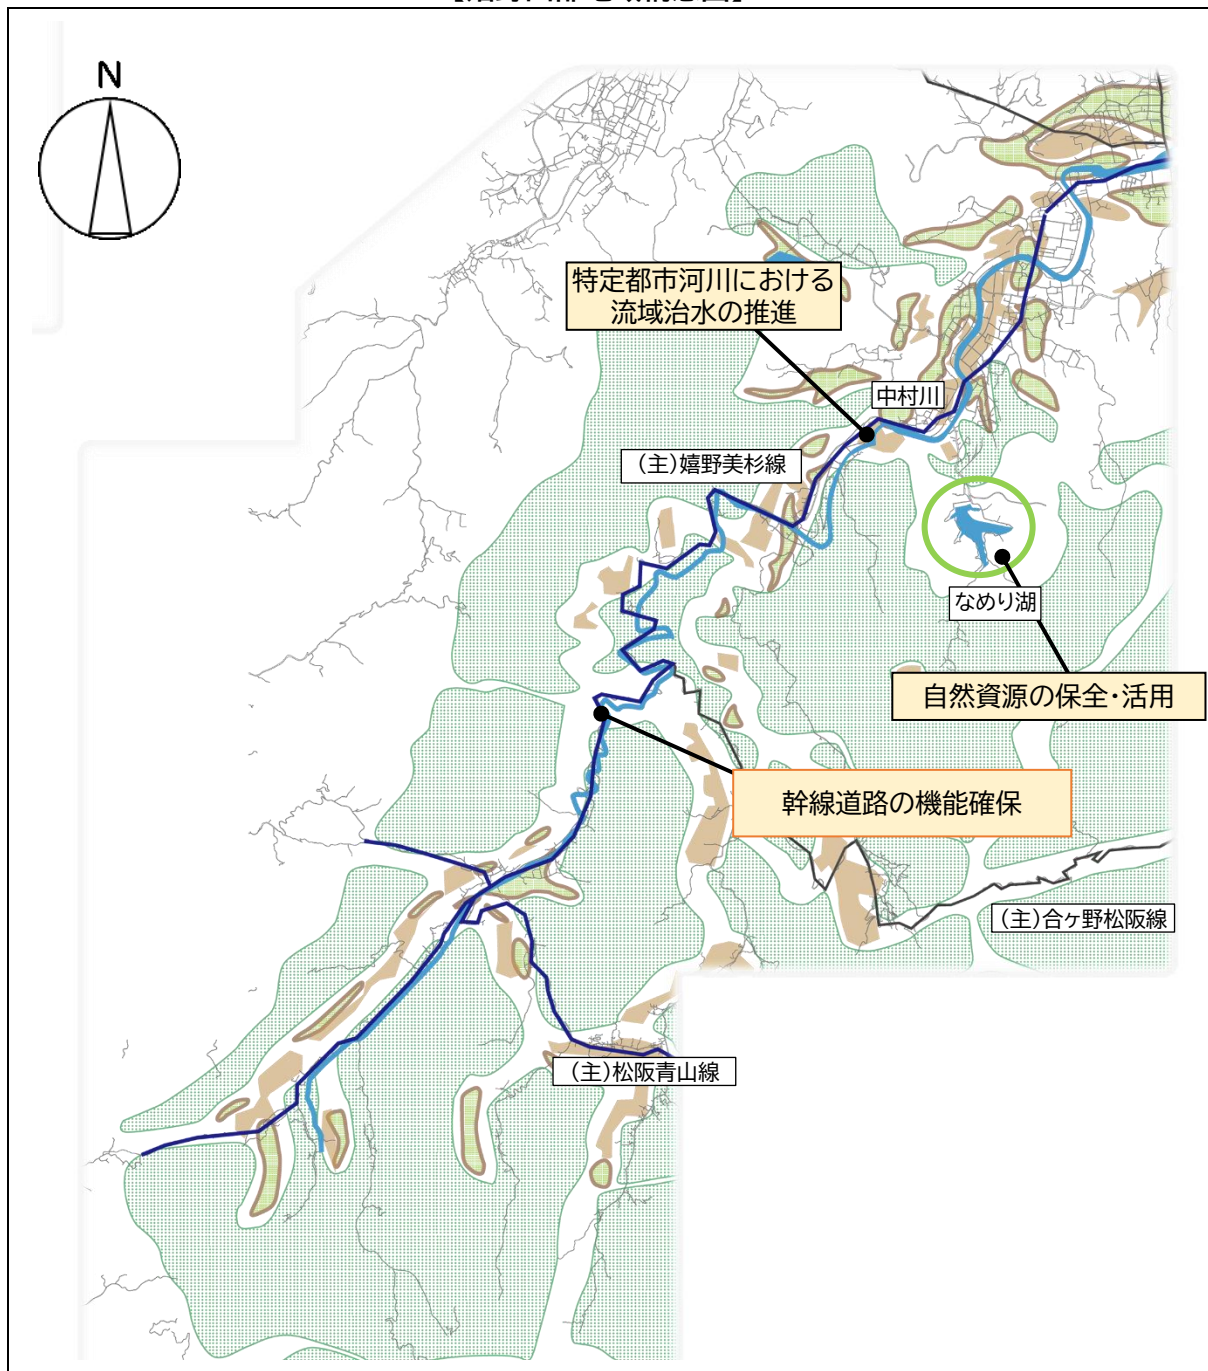 N
特定都市河川における
流域治水の推進
中村川
（主）嬉野美杉線
なめり湖
自然資源の保全・活用
幹線道路の機能確保
（主）合ヶ野松阪線
（主）松阪青山線